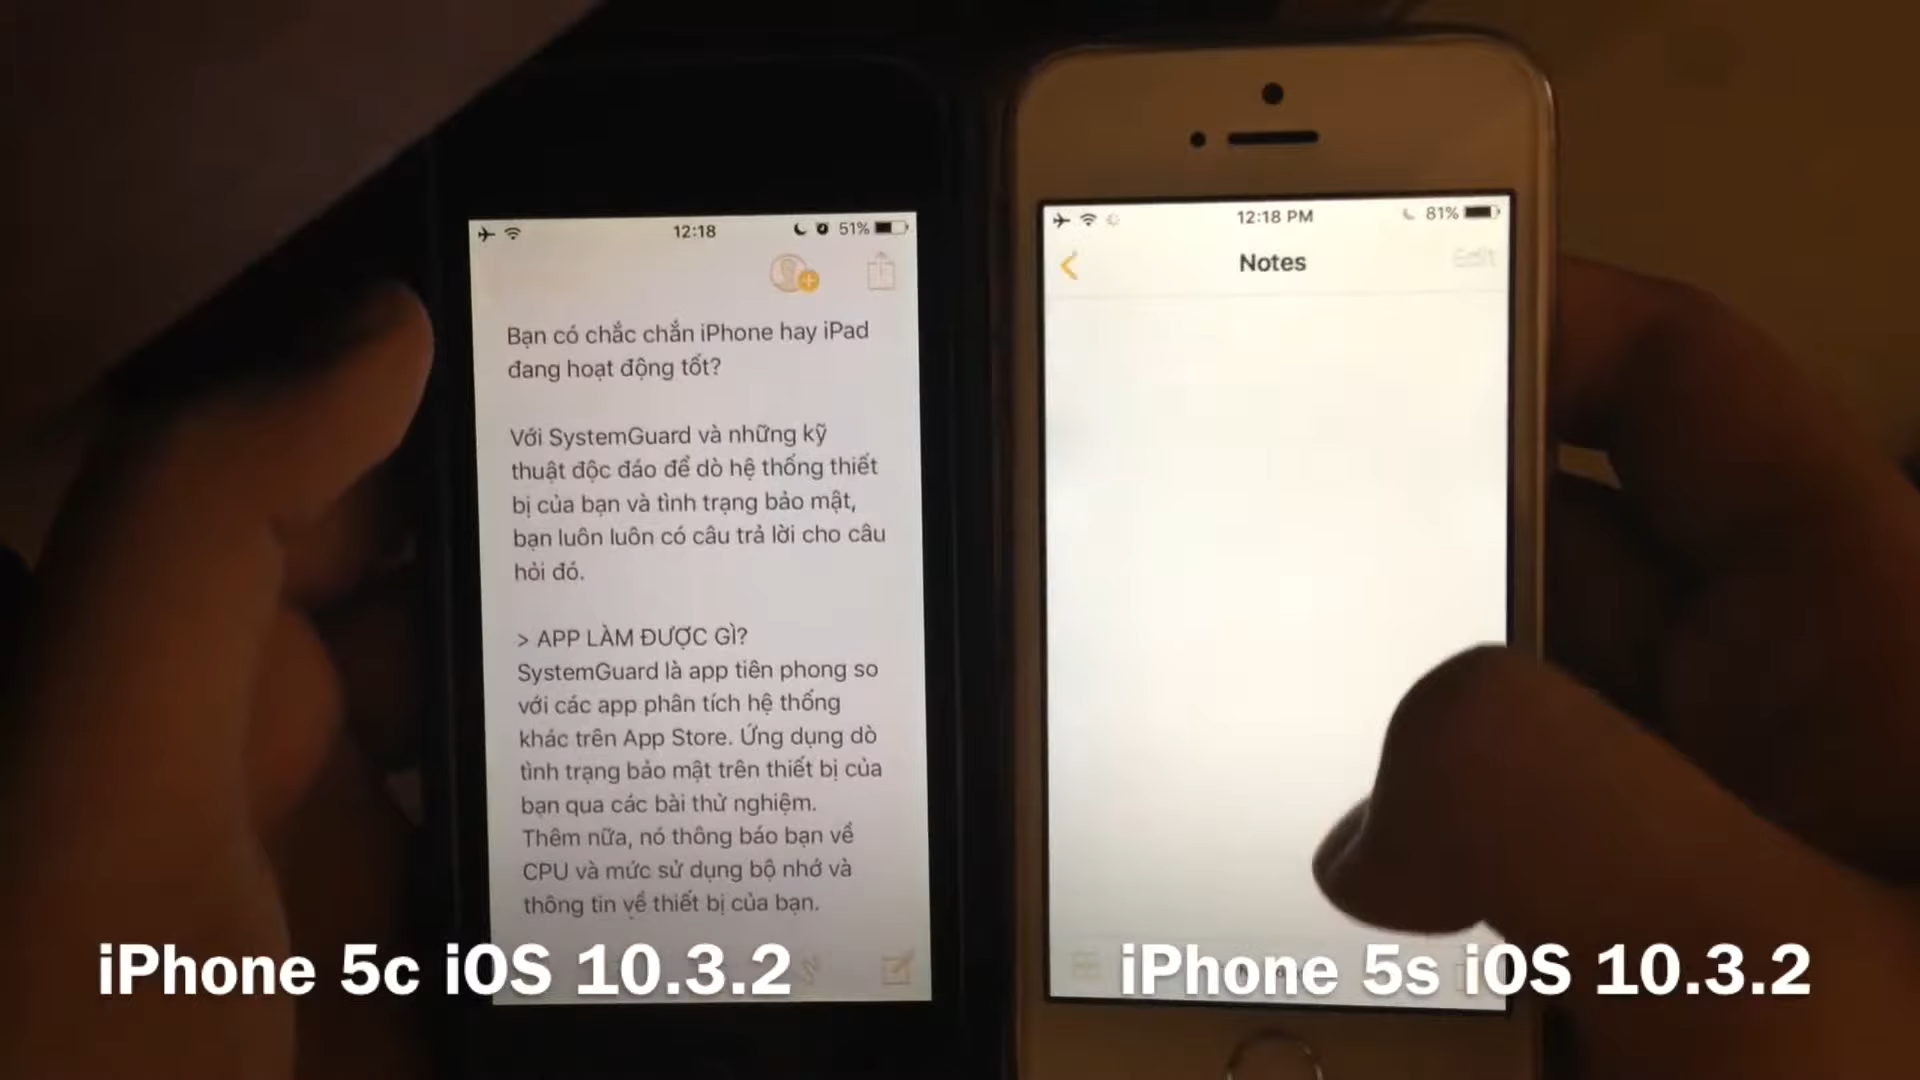 12:18
51%
Bạn có chắc chắn iPhone hay iPad
đang hoạt động tốt?
Với SystemGuard và những kỹ
thuật độc đáo để dò hệ thống thiết
bị của bạn và tình trạng bảo mật,
bạn luôn luôn có câu trả lời cho câu
hỏi đó.
> APP LÀM ĐƯỢC GÌ?
SystemGuard là app tiên phong so
với các app phân tích hệ thống
khác trên App Store. Ứng dụng dò
tình trạng bảo mật trên thiết bị của
bạn qua các bài thử nghiệm.
Thêm nữa, nó thông báo bạn về
CPU và mức sử dụng bộ nhớ và
thông tin về thiết bị của bạn.
iPhone 5c iOS 10.3.2
12:18 PM
81%
Notes
Edit
iPhone 5s iOS 10.3.2